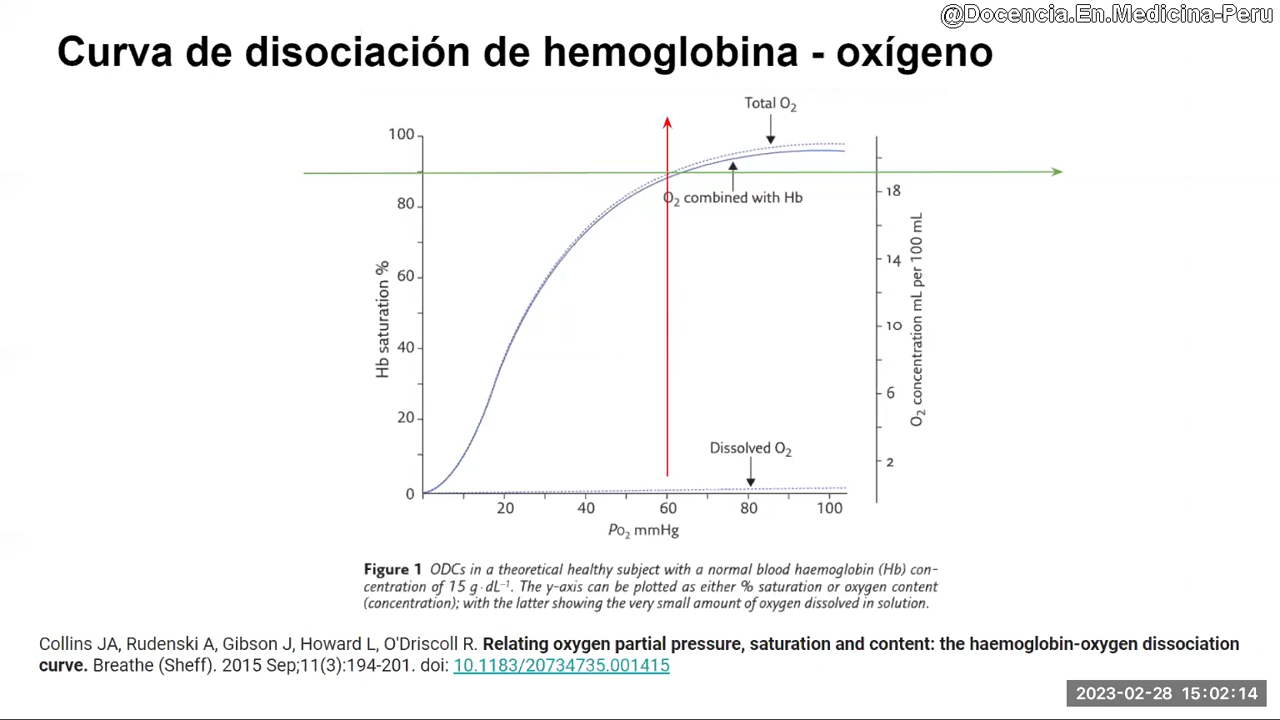 @Docencia.En.Medicina-Peru
Curva de disociación de hemoglobina - oxígeno
Total O₂
100
80
60
40
20
0
Hb saturation %
O₂ combined with Hb
Dissolved O₂
18
14
10
6
2
O₂ concentration mL per 100 mL
20 40 60 80 100
PO₂ mmHg
Figure 1 ODCs in a theoretical healthy subject with a normal blood haemoglobin (Hb) con-
centration of 15 g·dL⁻¹. The y-axis can be plotted as either % saturation or oxygen content
(concentration); with the latter showing the very small amount of oxygen dissolved in solution.
Collins JA, Rudenski A, Gibson J, Howard L, O'Driscoll R. Relating oxygen partial pressure, saturation and content: the haemoglobin-oxygen dissociation
curve. Breathe (Sheff). 2015 Sep;11(3):194-201. doi: 10.1183/20734735.001415
2023-02-28 15:02:14